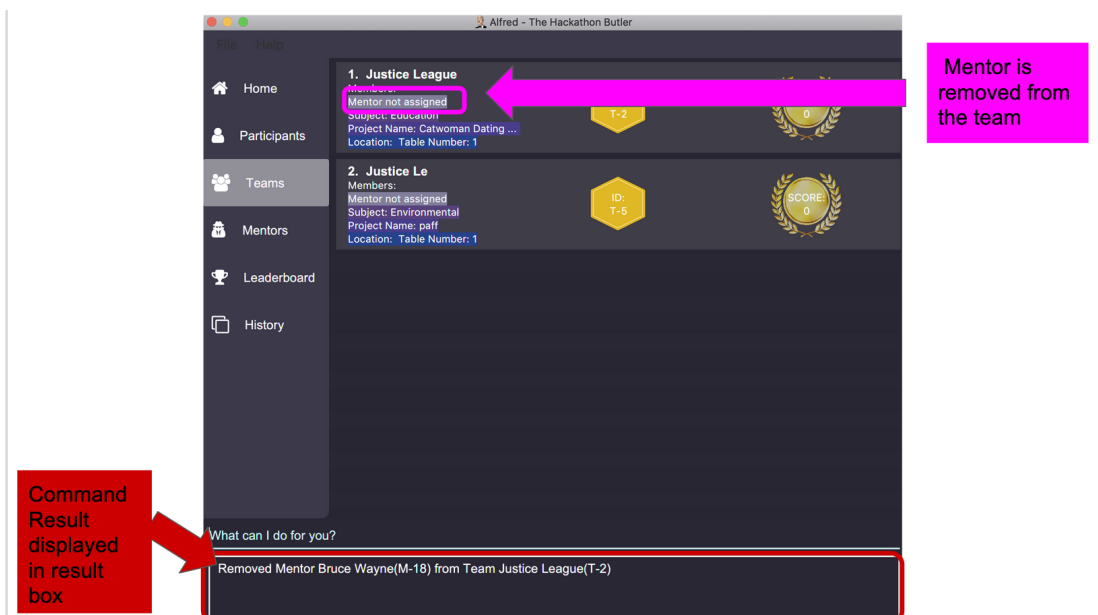 Alfred - The Hackathon Butler
File Help
Home
Participants
Teams
Mentors
Leaderboard
History
1. Justice League
Members:
Mentor not assigned
Subject: Education
Project Name: Catwoman Dating ...
Location: Table Number: 1
T-2
0
2. Justice Le
Members:
Mentor not assigned
Subject: Environmental
Project Name: paff
Location: Table Number: 1
ID:
T-5
SCORE:
0
Mentor is
removed from
the team
Command
Result
displayed
in result
box
What can I do for you?
Removed Mentor Bruce Wayne(M-18) from Team Justice League(T-2)